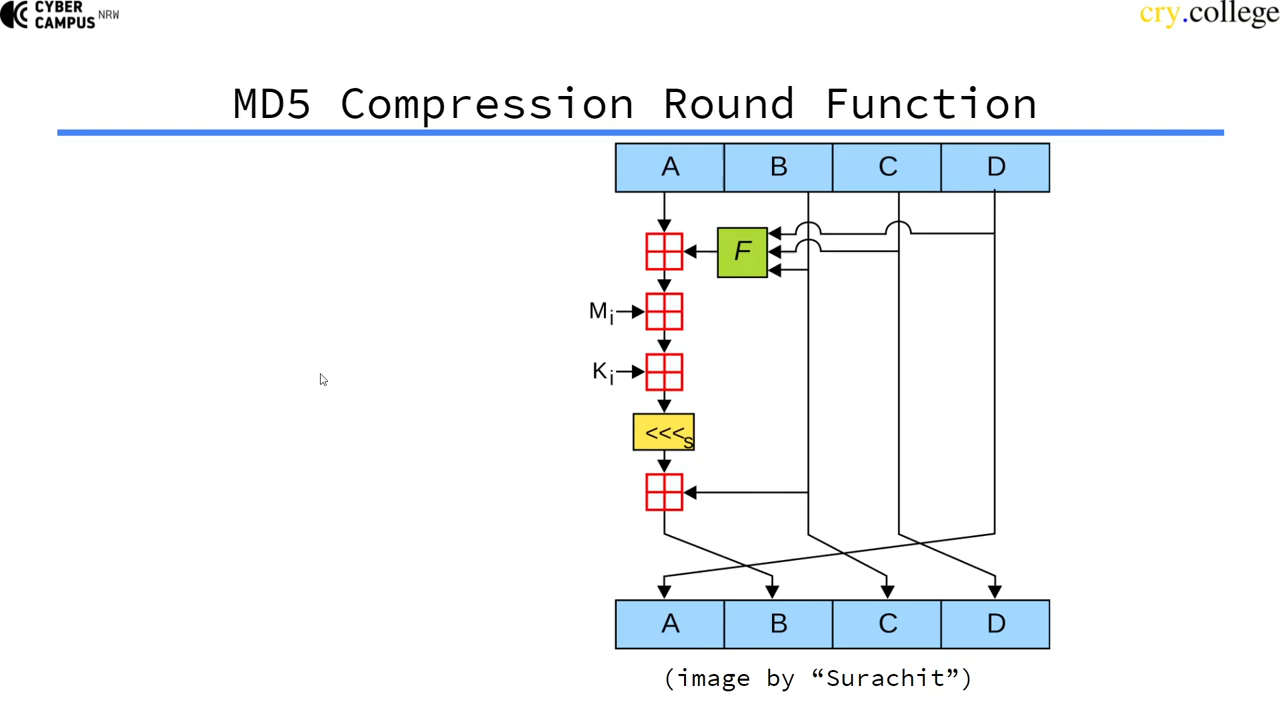 CYBER
CAMPUS NRW
cry.college
MD5 Compression Round Function
A B C D
F
Mi
Ki
<<<s
A B C D
(image by “Surachit”)